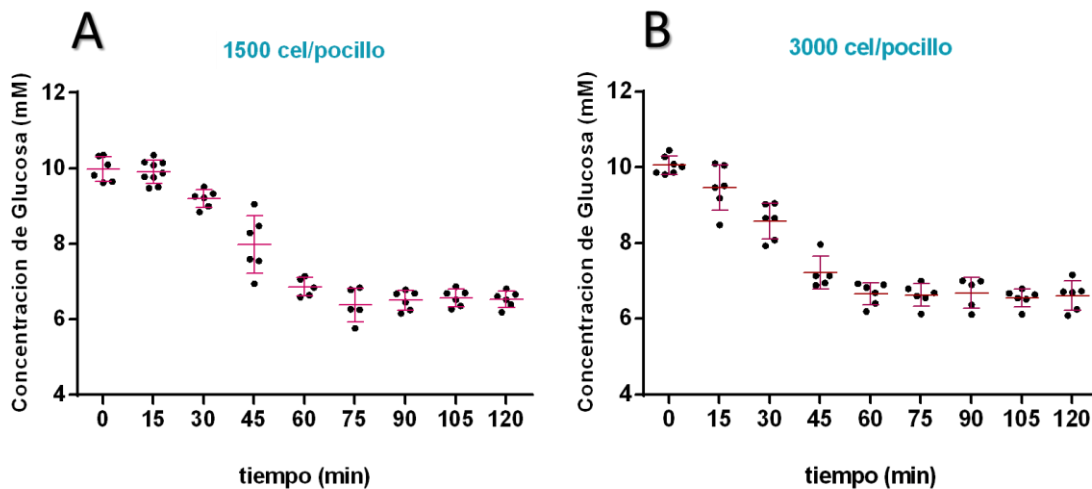 A
1500 cel/pocillo
Concentracion de Glucosa (mM)
12
10
8
6
4
0 15 30 45 60 75 90 105 120
tiempo (min)
B
3000 cel/pocillo
Concentracion de Glucosa (mM)
12
10
8
6
4
0 15 30 45 60 75 90 105 120
tiempo (min)